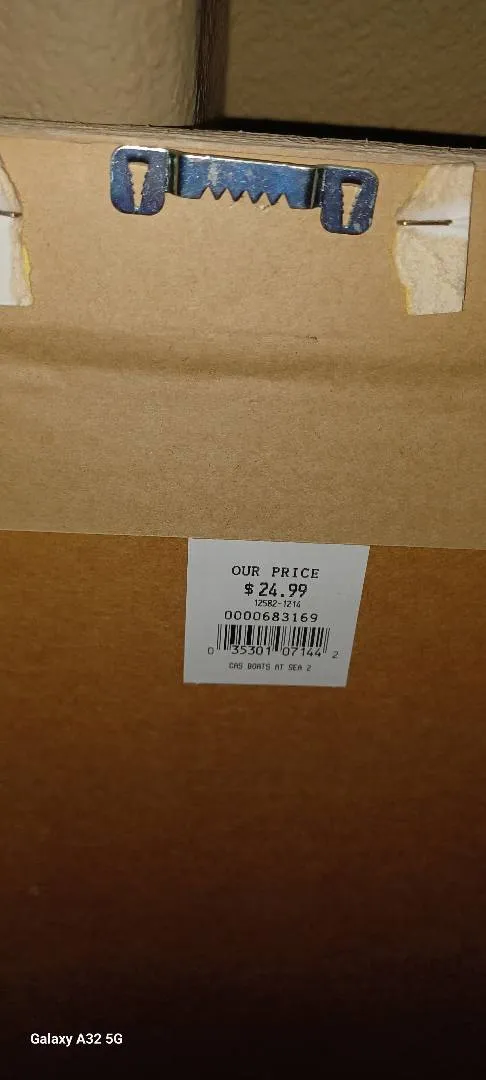 OUR PRICE
$24.99
12582-1214
0000683169
0 35301 07144 2
CAS BOATS AT SEA 2
Galaxy A32 5G